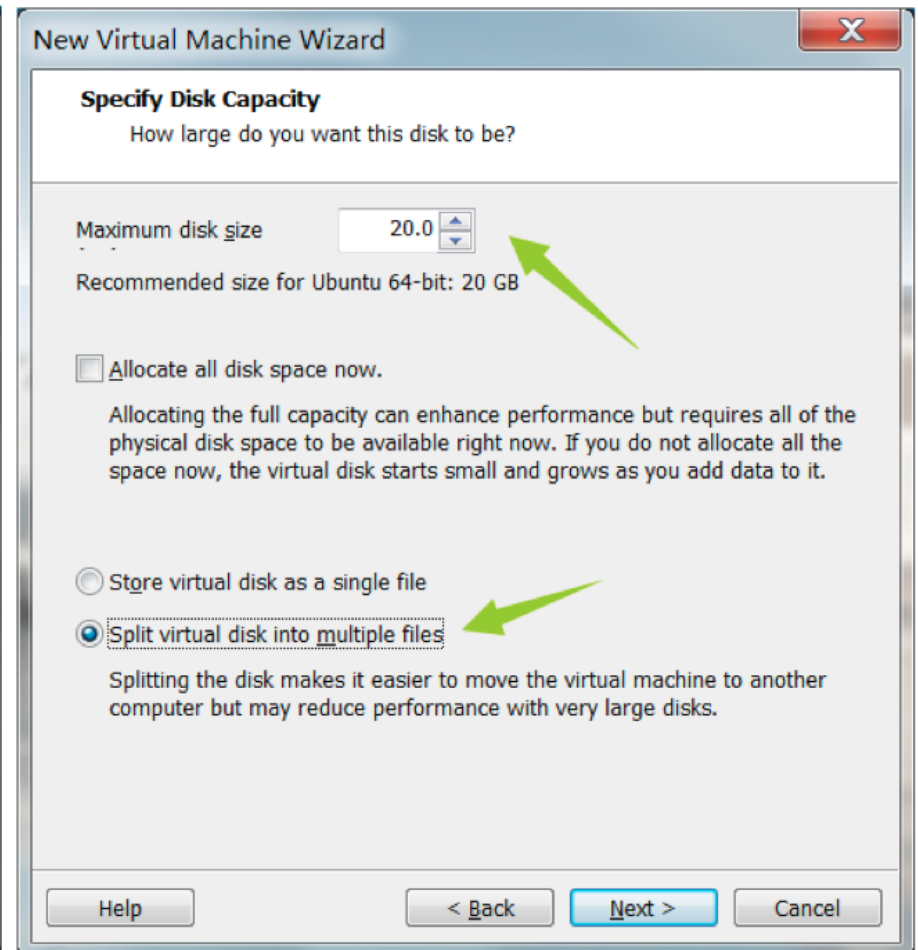 New Virtual Machine Wizard
Specify Disk Capacity
How large do you want this disk to be?
Maximum disk size
20.0
Recommended size for Ubuntu 64-bit: 20 GB
Allocate all disk space now.
Allocating the full capacity can enhance performance but requires all of the
physical disk space to be available right now. If you do not allocate all the
space now, the virtual disk starts small and grows as you add data to it.
Store virtual disk as a single file
Split virtual disk into multiple files
Splitting the disk makes it easier to move the virtual machine to another
computer but may reduce performance with very large disks.
Help
< Back
Next >
Cancel